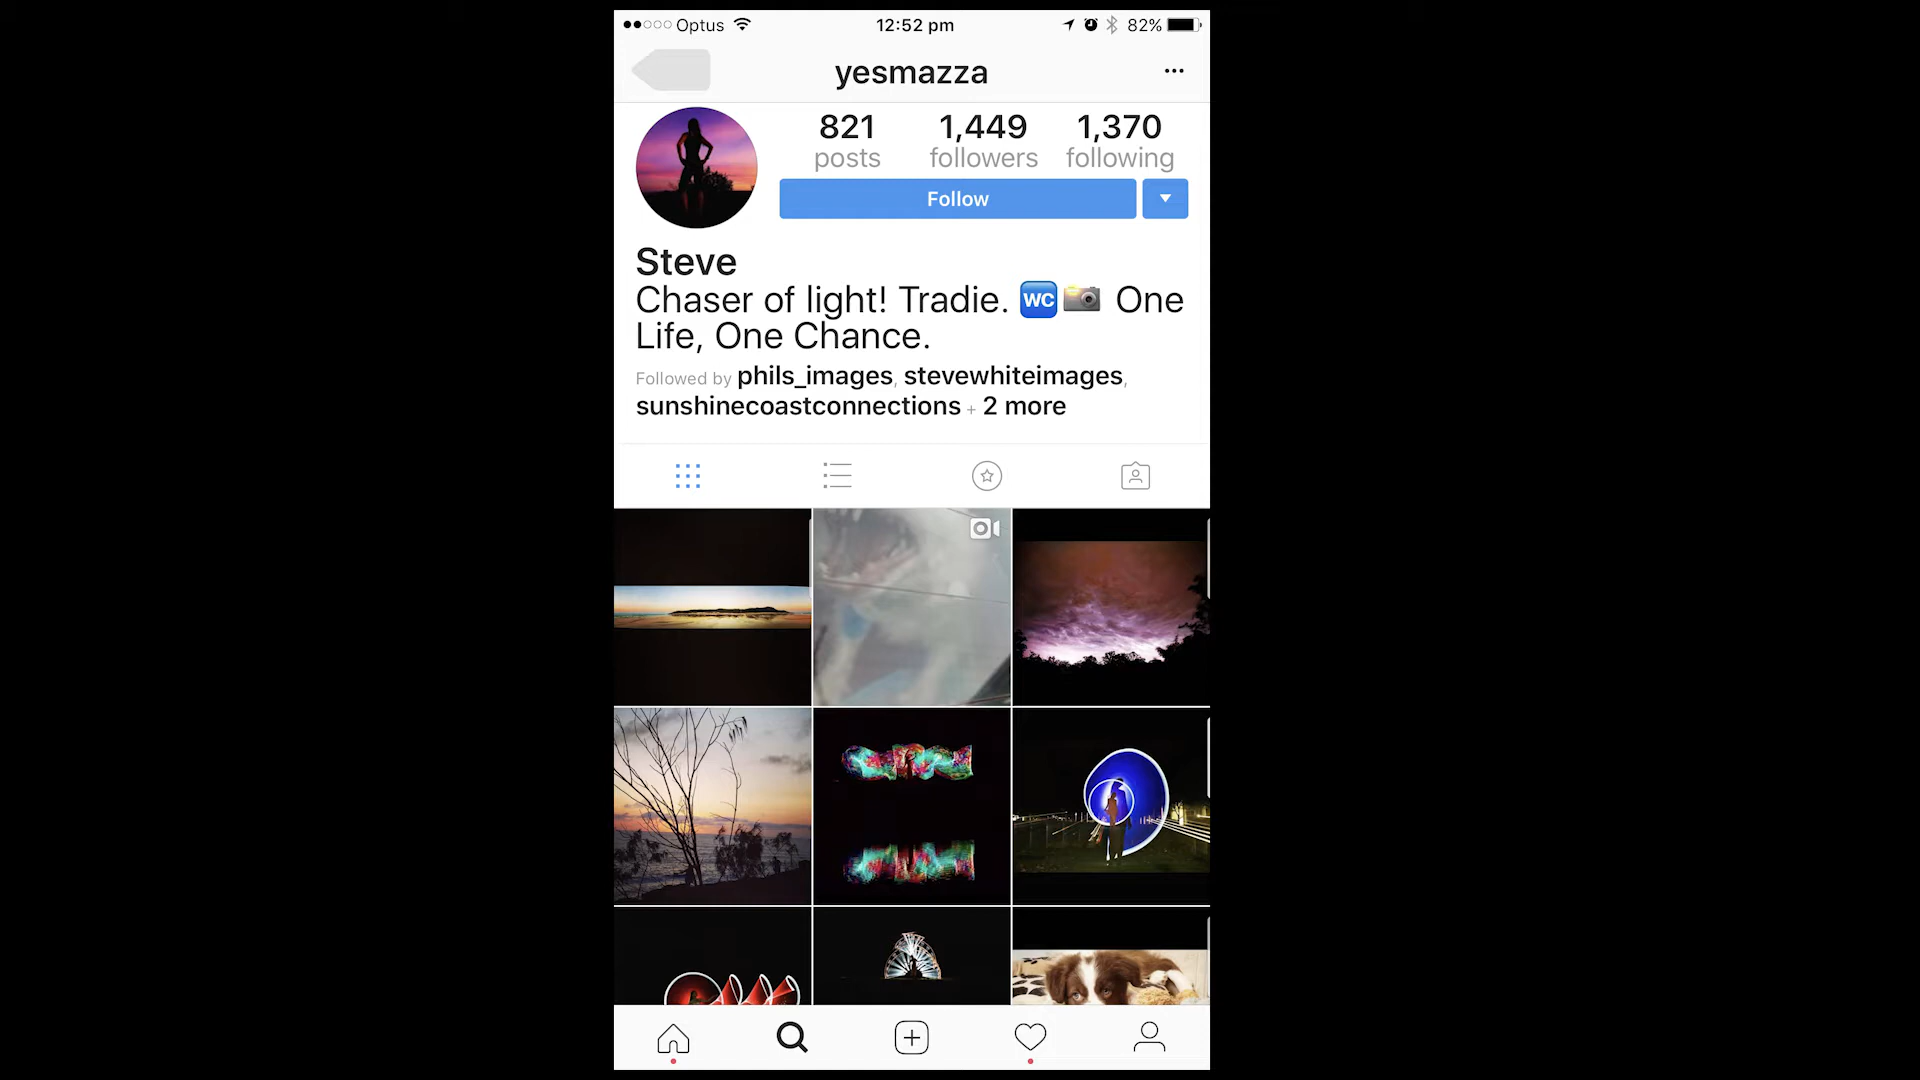 Optus 12:52 pm 82%
yesmazza
821 1,449 1,370
posts followers following
Follow
Steve
Chaser of light! Tradie. WC One
Life, One Chance.
Followed by phils_images, stevewhiteimages,
sunshinecoastconnections + 2 more